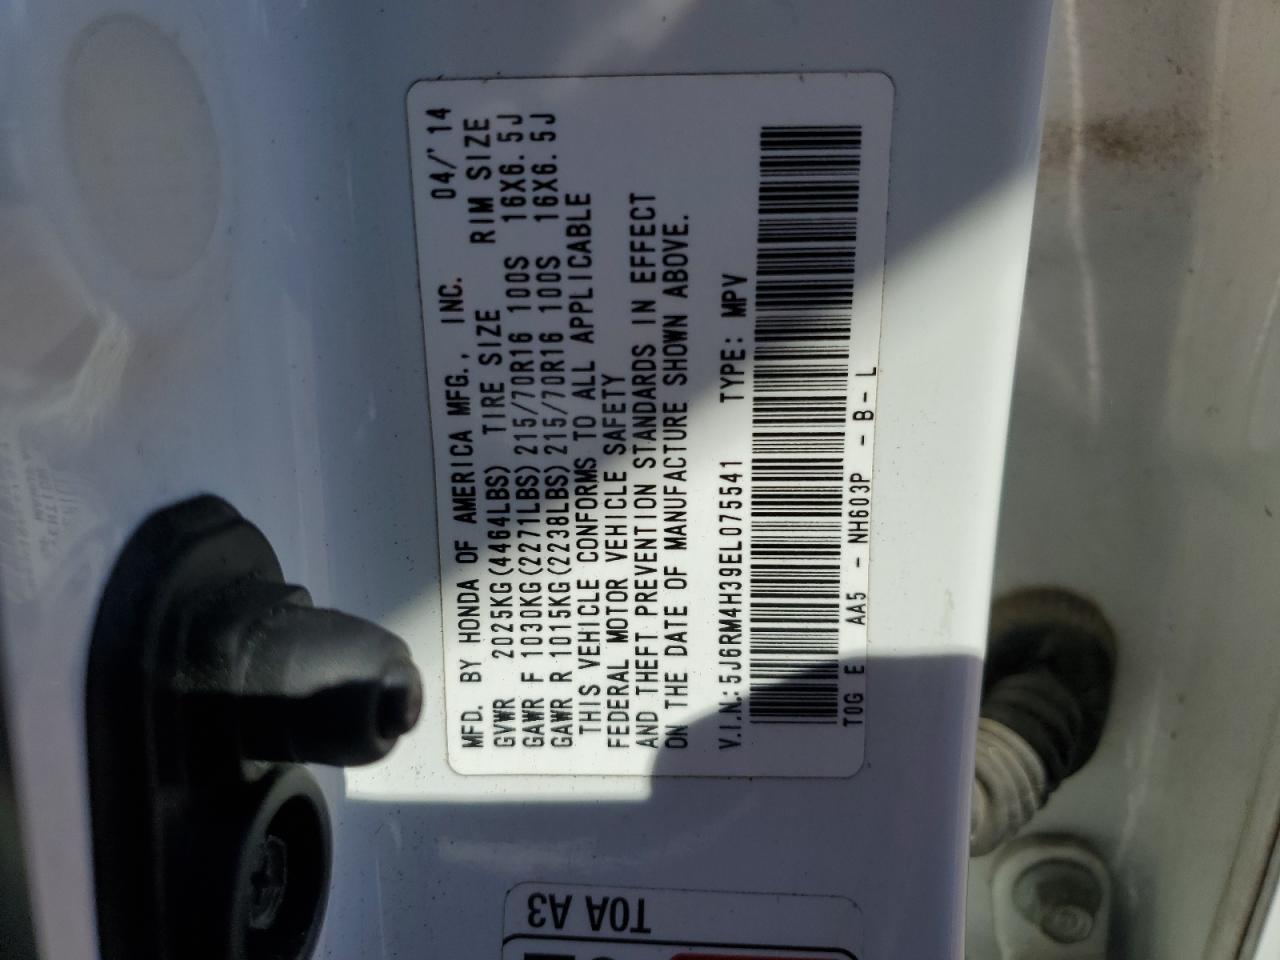 MFD. BY HONDA OF AMERICA MFG., INC. 04/'14
GVWR 2025KG(4464LBS) TIRE SIZE RIM SIZE
GAWR F 1030KG(2271LBS)215/70R16 100S 16X6.5J
GAWR R 1015KG(2238LBS)215/70R16 100S 16X6.5J
THIS VEHICLE CONFORMS TO ALL APPLICABLE
FEDERAL MOTOR VEHICLE SAFETY
AND THEFT PREVENTION STANDARDS IN EFFECT
ON THE DATE OF MANUFACTURE SHOWN ABOVE.
V.I.N.:5J6RM4H39EL075541 TYPE: MPV
T0G E AA5 - NH603P - B- L
T0A A3